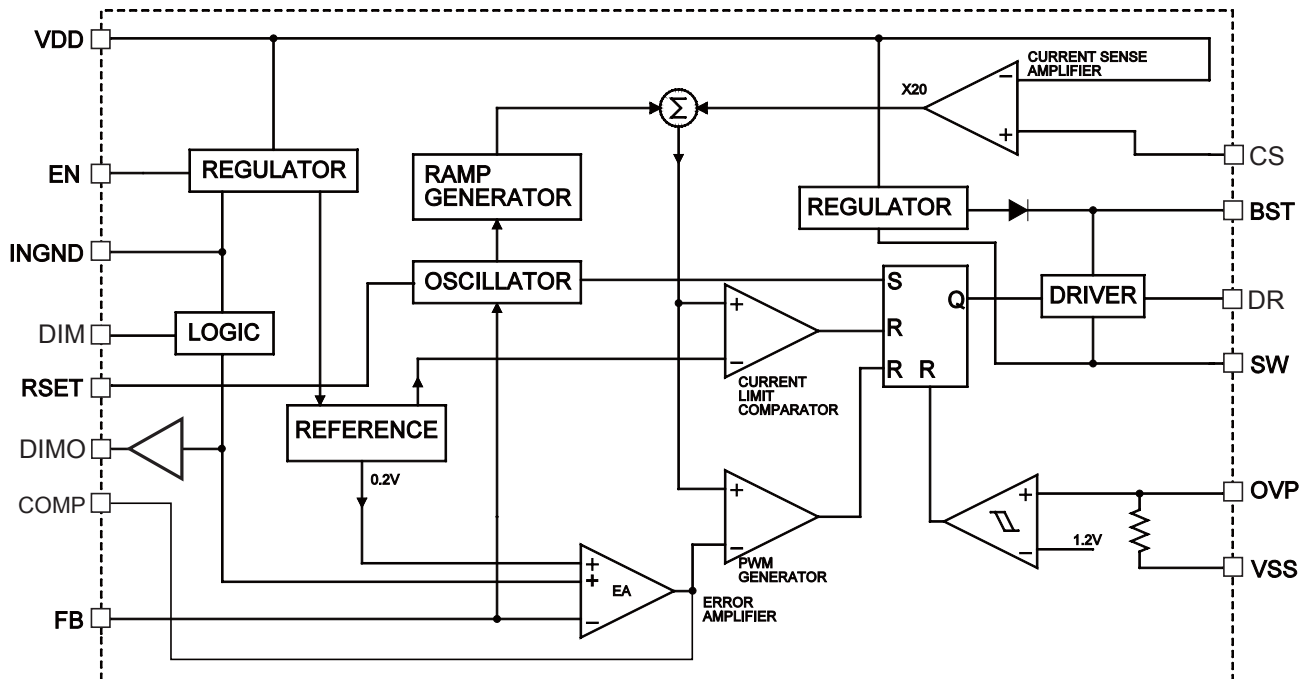 VDD
CURRENT SENSE
AMPLIFIER
X20
−
+
Σ
CS
EN
REGULATOR
RAMP
GENERATOR
REGULATOR
BST
INGND
OSCILLATOR
S
Q
DRIVER
DR
DIM
LOGIC
+
−
R
R R
SW
RSET
CURRENT
LIMIT
COMPARATOR
REFERENCE
DIMO
0.2V
COMP
+
−
PWM
GENERATOR
+
−
1.2V
OVP
VSS
+
+
−
EA
ERROR
AMPLIFIER
FB